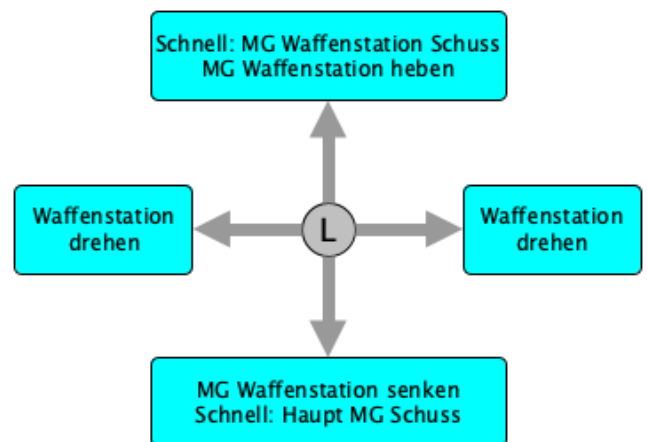 Schnell: MG Waffenstation Schuss
MG Waffenstation heben
Waffenstation
drehen
L
Waffenstation
drehen
MG Waffenstation senken
Schnell: Haupt MG Schuss